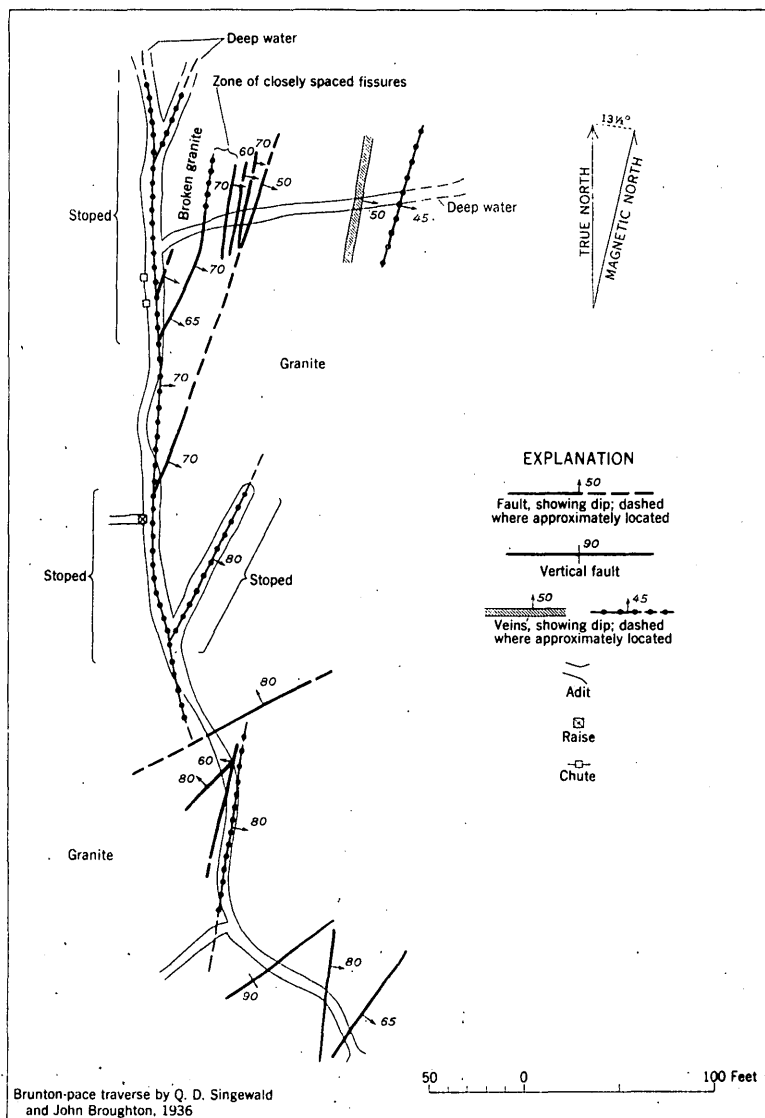 Deep water
Zone of closely spaced fissures
13½°
TRUE NORTH
MAGNETIC NORTH
Broken granite
70
60
70
50
Stoped
50
45
Deep water
70
65
Granite
70
70
EXPLANATION
50
Fault, showing dip; dashed
where approximately located
90
Vertical fault
50
45
Veins, showing dip; dashed
where approximately located
Adit
Raise
Chute
Stoped
80
Stoped
80
60
80
80
Granite
80
90
65
50 0 100 Feet
Brunton-pace traverse by Q. D. Singewald
and John Broughton, 1936